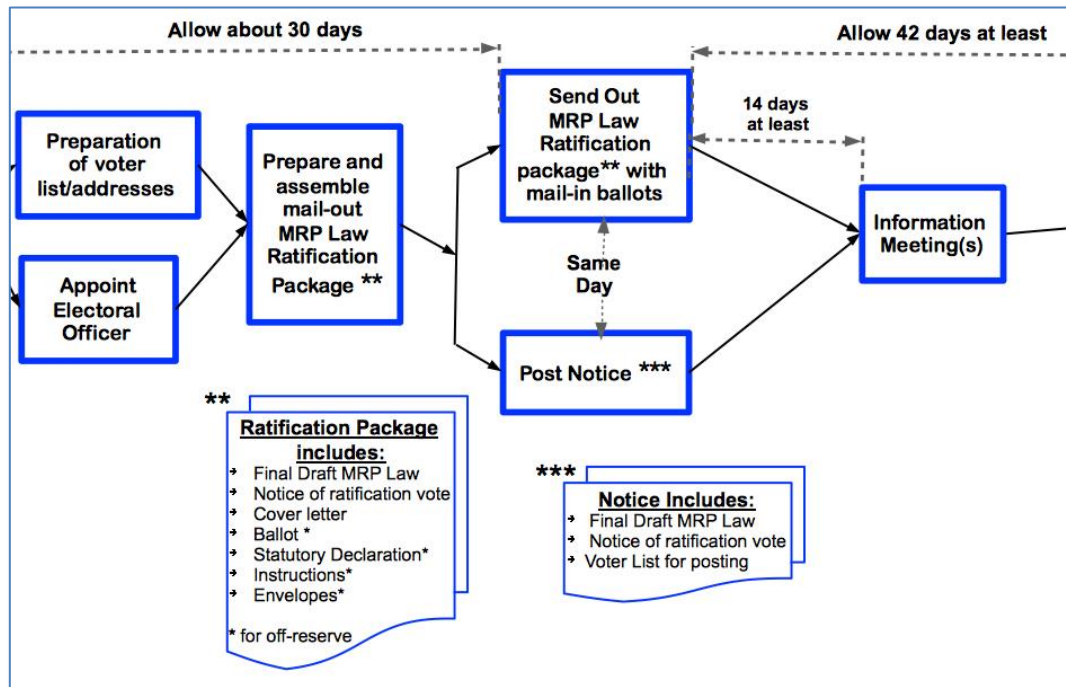 Allow about 30 days
Allow 42 days at least
Preparation
of voter
list/addresses
Appoint
Electoral
Officer
Prepare and
assemble
mail-out
MRP Law
Ratification
Package **
Send Out
MRP Law
Ratification
package** with
mail-in ballots
Same
Day
Post Notice ***
14 days
at least
Information
Meeting(s)
**
Ratification Package
includes:
Final Draft MRP Law
Notice of ratification vote
Cover letter
Ballot *
Statutory Declaration*
Instructions*
Envelopes*
* for off-reserve
***
Notice Includes:
Final Draft MRP Law
Notice of ratification vote
Voter List for posting